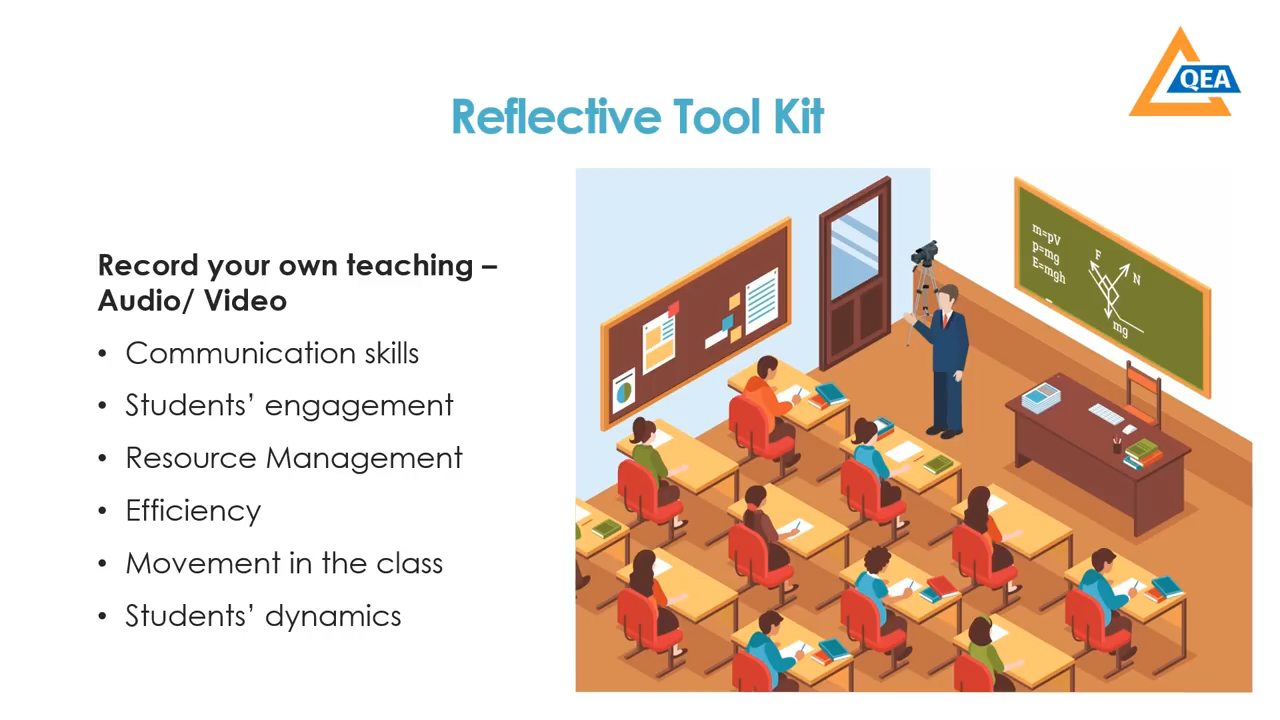 QEA
Reflective Tool Kit
Record your own teaching –
Audio/ Video
• Communication skills
• Students’ engagement
• Resource Management
• Efficiency
• Movement in the class
• Students’ dynamics
m=pV
p=mg
E=mgh
F
N
mg